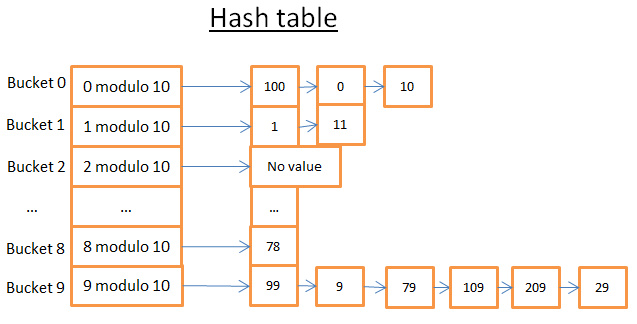 Hash table
Bucket 0 0 modulo 10 100 0 10
Bucket 1 1 modulo 10 1 11
Bucket 2 2 modulo 10 No value
... ... ...
Bucket 8 8 modulo 10 78
Bucket 9 9 modulo 10 99 9 79 109 209 29